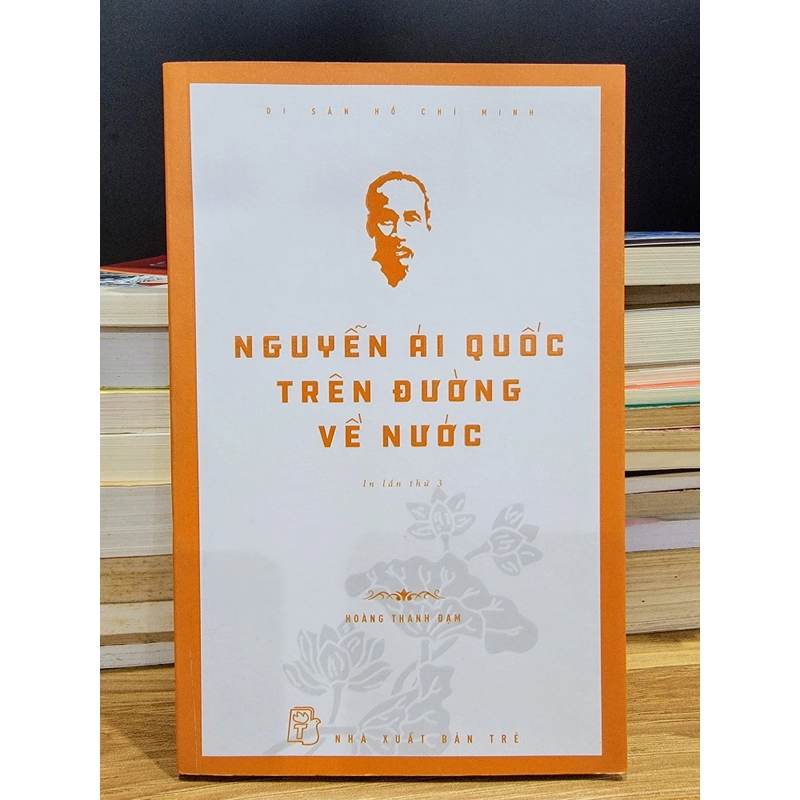 DI SẢN HỒ CHÍ MINH
NGUYỄN ÁI QUỐC
TRÊN ĐƯỜNG
VỀ NƯỚC
In lần thứ 3
HOÀNG THANH ĐẠM
T
NHÀ XUẤT BẢN TRẺ